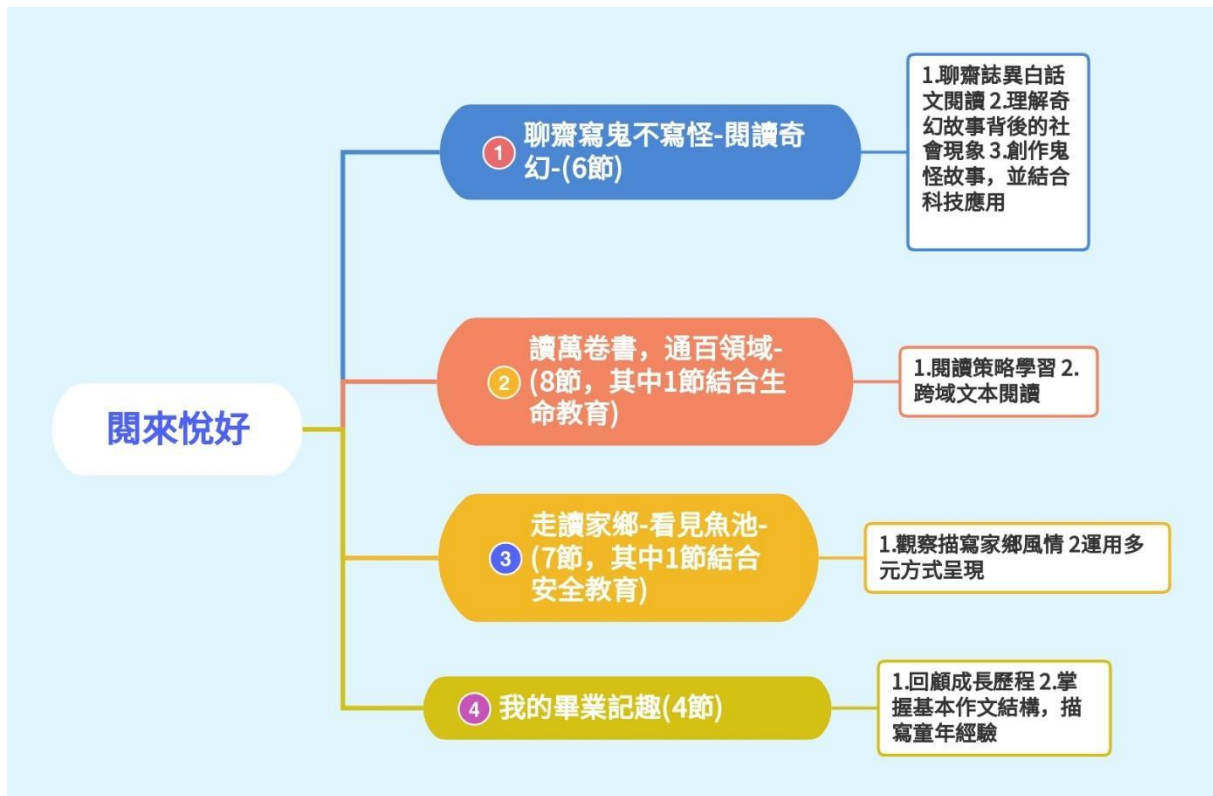 閱來悅好
1
聊齋寫鬼不寫怪-閱讀奇
幻-(6節)
1.聊齋誌異白話
文閱讀 2.理解奇
幻故事背後的社
會現象 3.創作鬼
怪故事，並結合
科技應用
2
讀萬卷書，通百領域-
(8節，其中1節結合生
命教育)
1.閱讀策略學習 2.
跨域文本閱讀
3
走讀家鄉-看見魚池-
(7節，其中1節結合
安全教育)
1.觀察描寫家鄉風情 2運用多
元方式呈現
4
我的畢業記趣(4節)
1.回顧成長歷程 2.掌
握基本作文結構，描
寫童年經驗